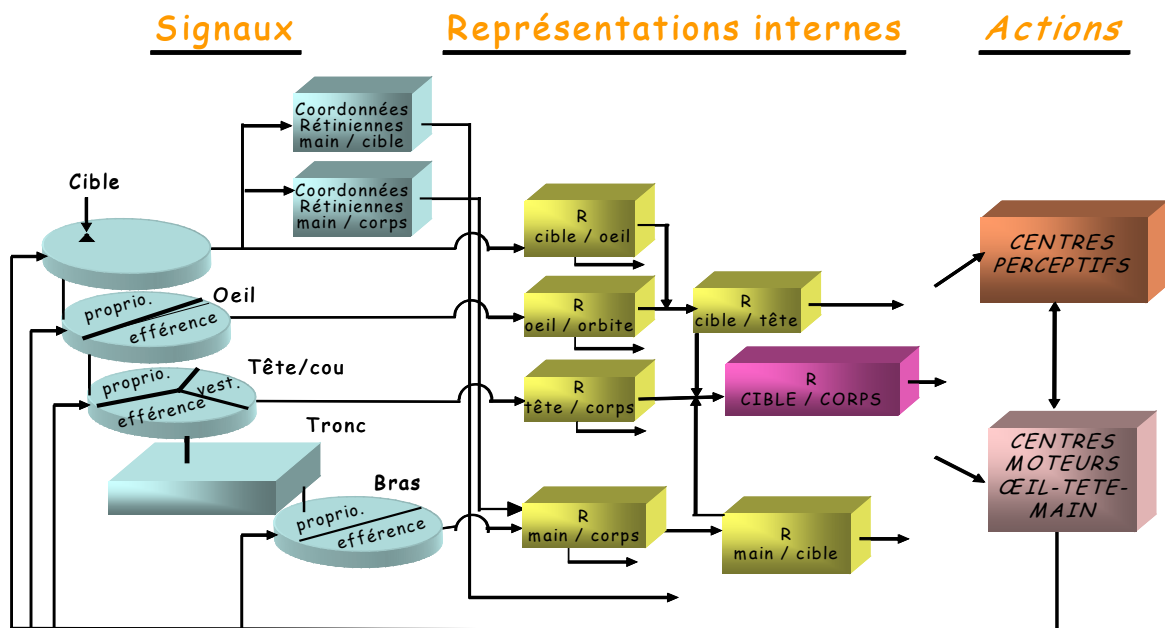 Signaux
Représentations internes
Actions
Coordonnées
Rétiniennes
main / cible
Coordonnées
Rétiniennes
main / corps
Cible
Oeil
proprio.
efférence
Tête/cou
proprio.
vest.
efférence
Tronc
Bras
proprio.
efférence
R
cible / oeil
R
oeil / orbite
R
tête / corps
R
main / corps
R
cible / tête
R
CIBLE / CORPS
R
main / cible
CENTRES
PERCEPTIFS
CENTRES
MOTEURS
ŒIL-TETE-
MAIN